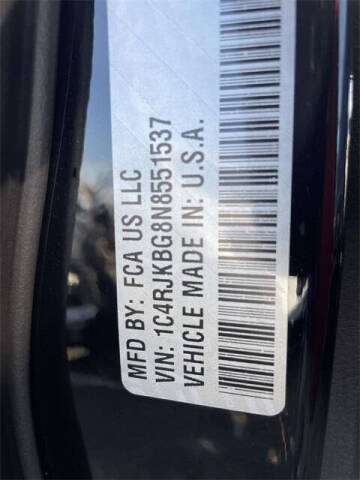 MFD BY: FCA US LLC
VIN: 1C4RJKBG8N8551537
VEHICLE MADE IN: U.S.A.